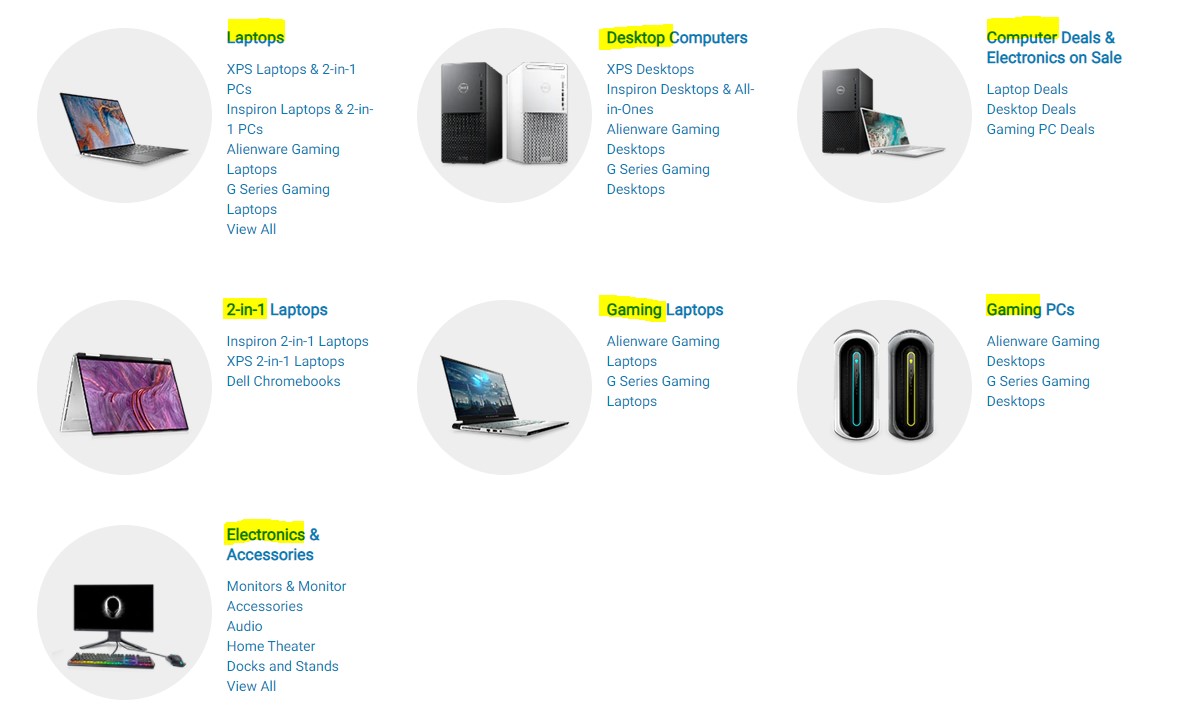 Laptops
XPS Laptops & 2-in-1
PCs
Inspiron Laptops & 2-in-
1 PCs
Alienware Gaming
Laptops
G Series Gaming
Laptops
View All
Desktop Computers
XPS Desktops
Inspiron Desktops & All-
in-Ones
Alienware Gaming
Desktops
G Series Gaming
Desktops
Computer Deals &
Electronics on Sale
Laptop Deals
Desktop Deals
Gaming PC Deals
2-in-1 Laptops
Inspiron 2-in-1 Laptops
XPS 2-in-1 Laptops
Dell Chromebooks
Gaming Laptops
Alienware Gaming
Laptops
G Series Gaming
Laptops
Gaming PCs
Alienware Gaming
Desktops
G Series Gaming
Desktops
Electronics &
Accessories
Monitors & Monitor
Accessories
Audio
Home Theater
Docks and Stands
View All